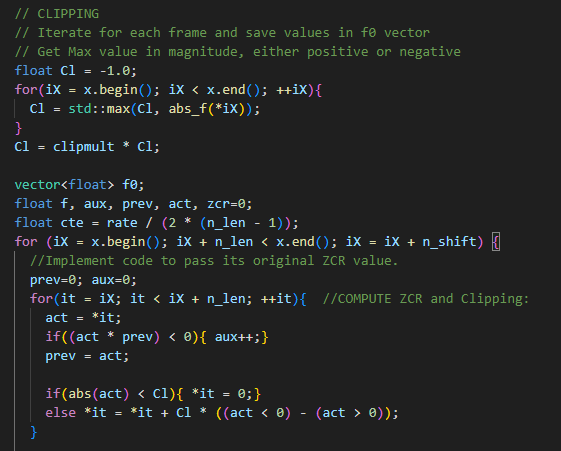 // CLIPPING
// Iterate for each frame and save values in f0 vector
// Get Max value in magnitude, either positive or negative
float Cl = -1.0;
for(iX = x.begin(); iX < x.end(); ++iX){
  Cl = std::max(Cl, abs_f(*iX));
}
Cl = clipmult * Cl;

vector<float> f0;
float f, aux, prev, act, zcr=0;
float cte = rate / (2 * (n_len - 1));
for (iX = x.begin(); iX + n_len < x.end(); iX = iX + n_shift) {
  //Implement code to pass its original ZCR value.
  prev=0; aux=0;
  for(it = iX; it < iX + n_len; ++it){  //COMPUTE ZCR and Clipping:
    act = *it;
    if((act * prev) < 0){ aux++;}
    prev = act;

    if(abs(act) < Cl){ *it = 0;}
    else *it = *it + Cl * ((act < 0) - (act > 0));
  }